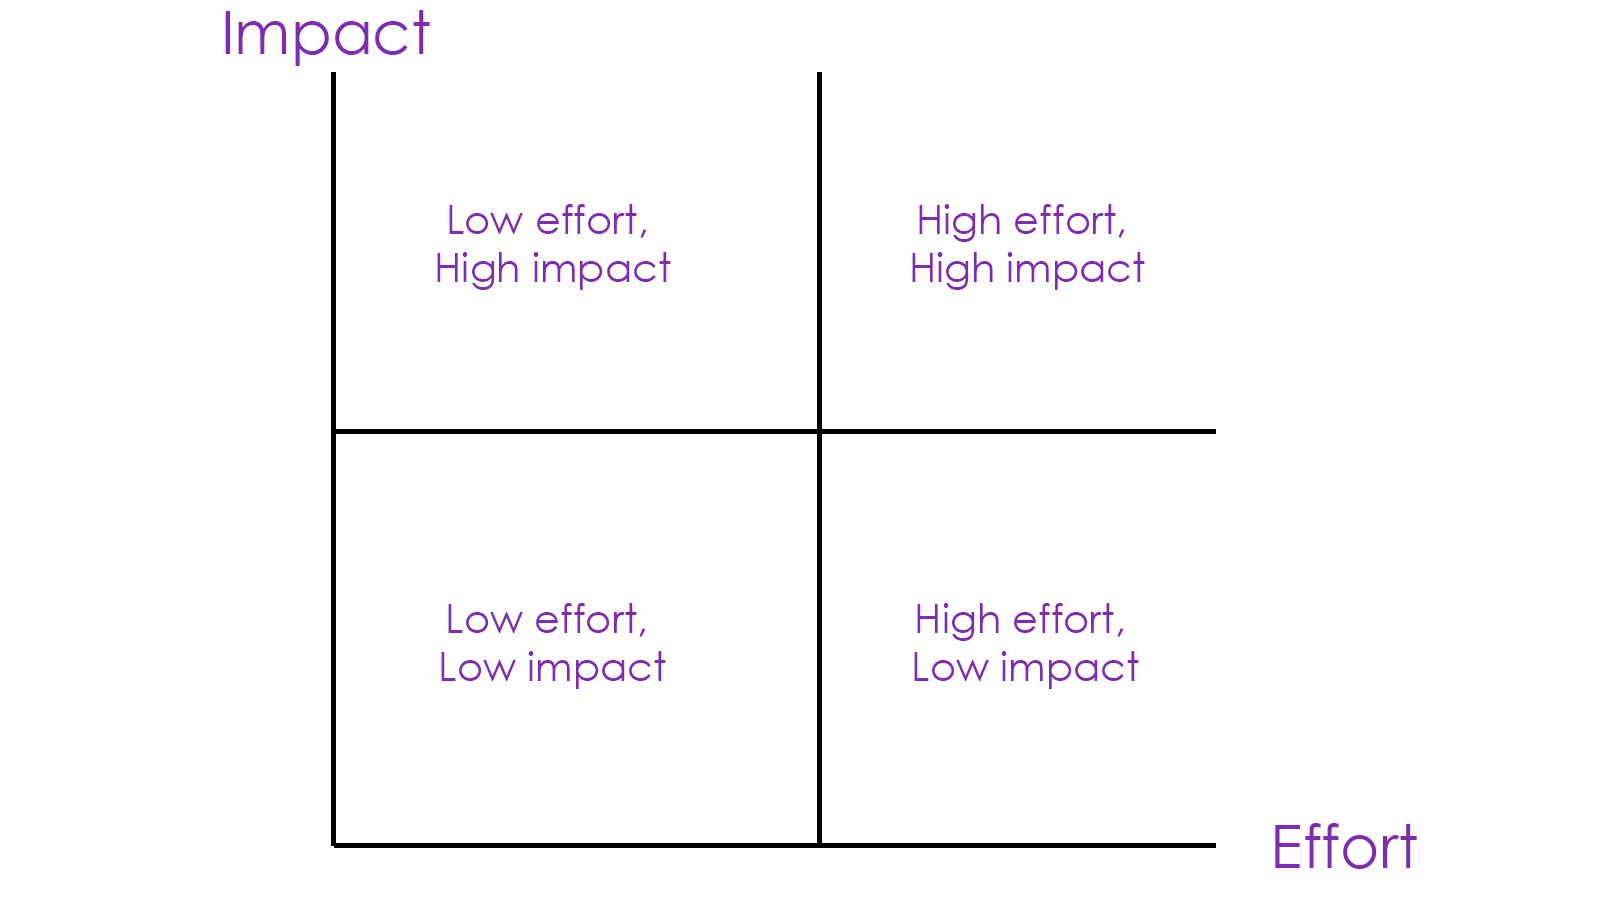 Impact
Low effort,
High impact
High effort,
High impact
Low effort,
Low impact
High effort,
Low impact
Effort